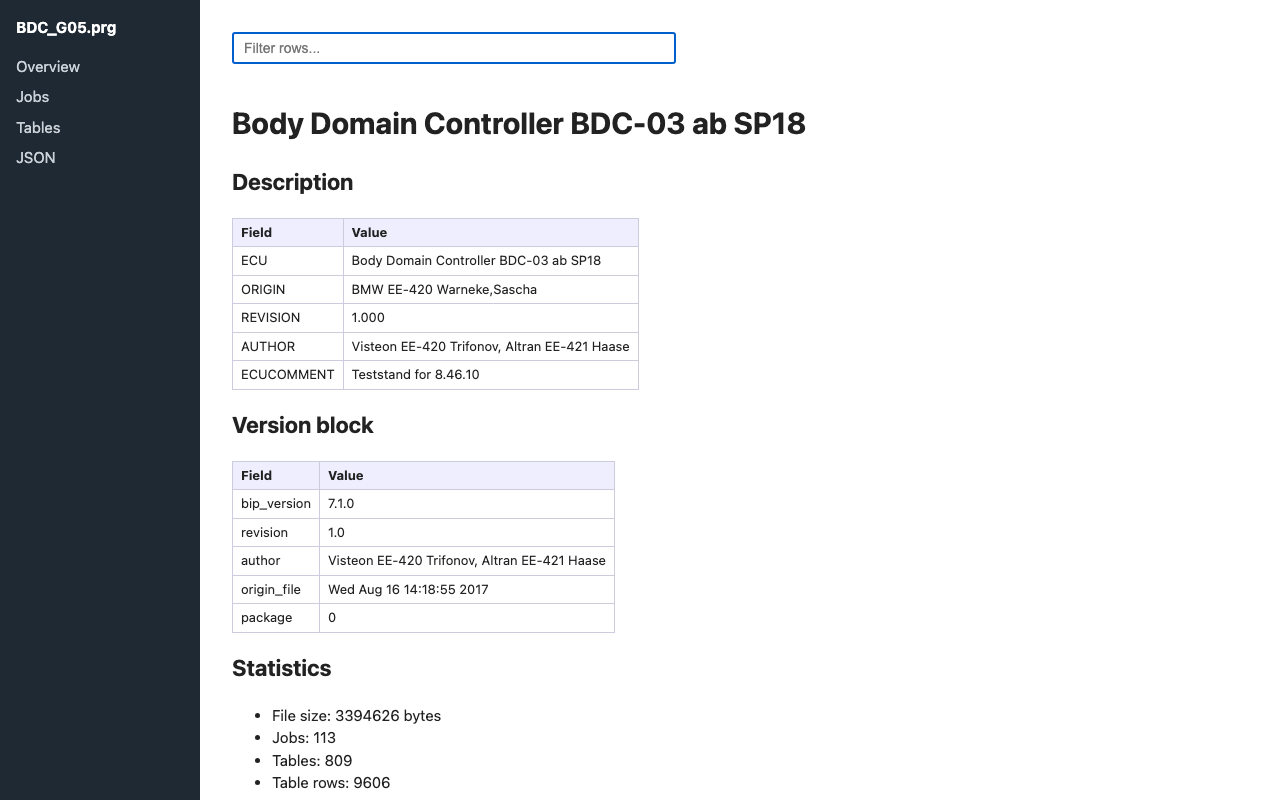 BDC_G05.prg
Overview
Jobs
Tables
JSON
Filter rows...
Body Domain Controller BDC-03 ab SP18
Description
Field Value
ECU Body Domain Controller BDC-03 ab SP18
ORIGIN BMW EE-420 Warneke,Sascha
REVISION 1.000
AUTHOR Visteon EE-420 Trifonov, Altran EE-421 Haase
ECUCOMMENT Teststand for 8.46.10
Version block
Field Value
bip_version 7.1.0
revision 1.0
author Visteon EE-420 Trifonov, Altran EE-421 Haase
origin_file Wed Aug 16 14:18:55 2017
package 0
Statistics
• File size: 3394626 bytes
• Jobs: 113
• Tables: 809
• Table rows: 9606